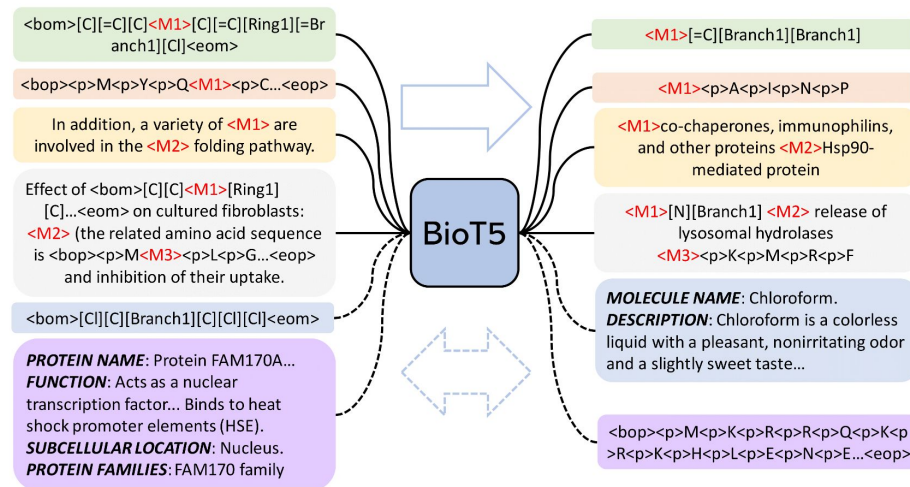 <bom>[C][=C][C]<M1>[C][=C][Ring1][=Br
anch1][Cl]<eom>
<bop><p>M<p>Y<p>Q<M1><p>C...<eop>
In addition, a variety of <M1> are
involved in the <M2> folding pathway.
Effect of <bom>[C][C]<M1>[Ring1]
[C]...<eom> on cultured fibroblasts:
<M2> (the related amino acid sequence
is <bop><p>M<M3><p>L<p>G...<eop>
and inhibition of their uptake.
<bom>[Cl][C][Branch1][C][Cl][Cl]<eom>
PROTEIN NAME: Protein FAM170A...
FUNCTION: Acts as a nuclear
transcription factor... Binds to heat
shock promoter elements (HSE).
SUBCELLULAR LOCATION: Nucleus.
PROTEIN FAMILIES: FAM170 family
BioT5
<M1>[=C][Branch1][Branch1]
<M1><p>A<p>I<p>N<p>P
<M1>co-chaperones, immunophilins,
and other proteins <M2>Hsp90-
mediated protein
<M1>[N][Branch1] <M2> release of
lysosomal hydrolases
<M3><p>K<p>M<p>R<p>F
MOLECULE NAME: Chloroform.
DESCRIPTION: Chloroform is a colorless
liquid with a pleasant, nonirritating odor
and a slightly sweet taste...
<bop><p>M<p>K<p>R<p>R<p>Q<p>K<p
>R<p>K<p>H<p>L<p>E<p>N<p>E...<eop>